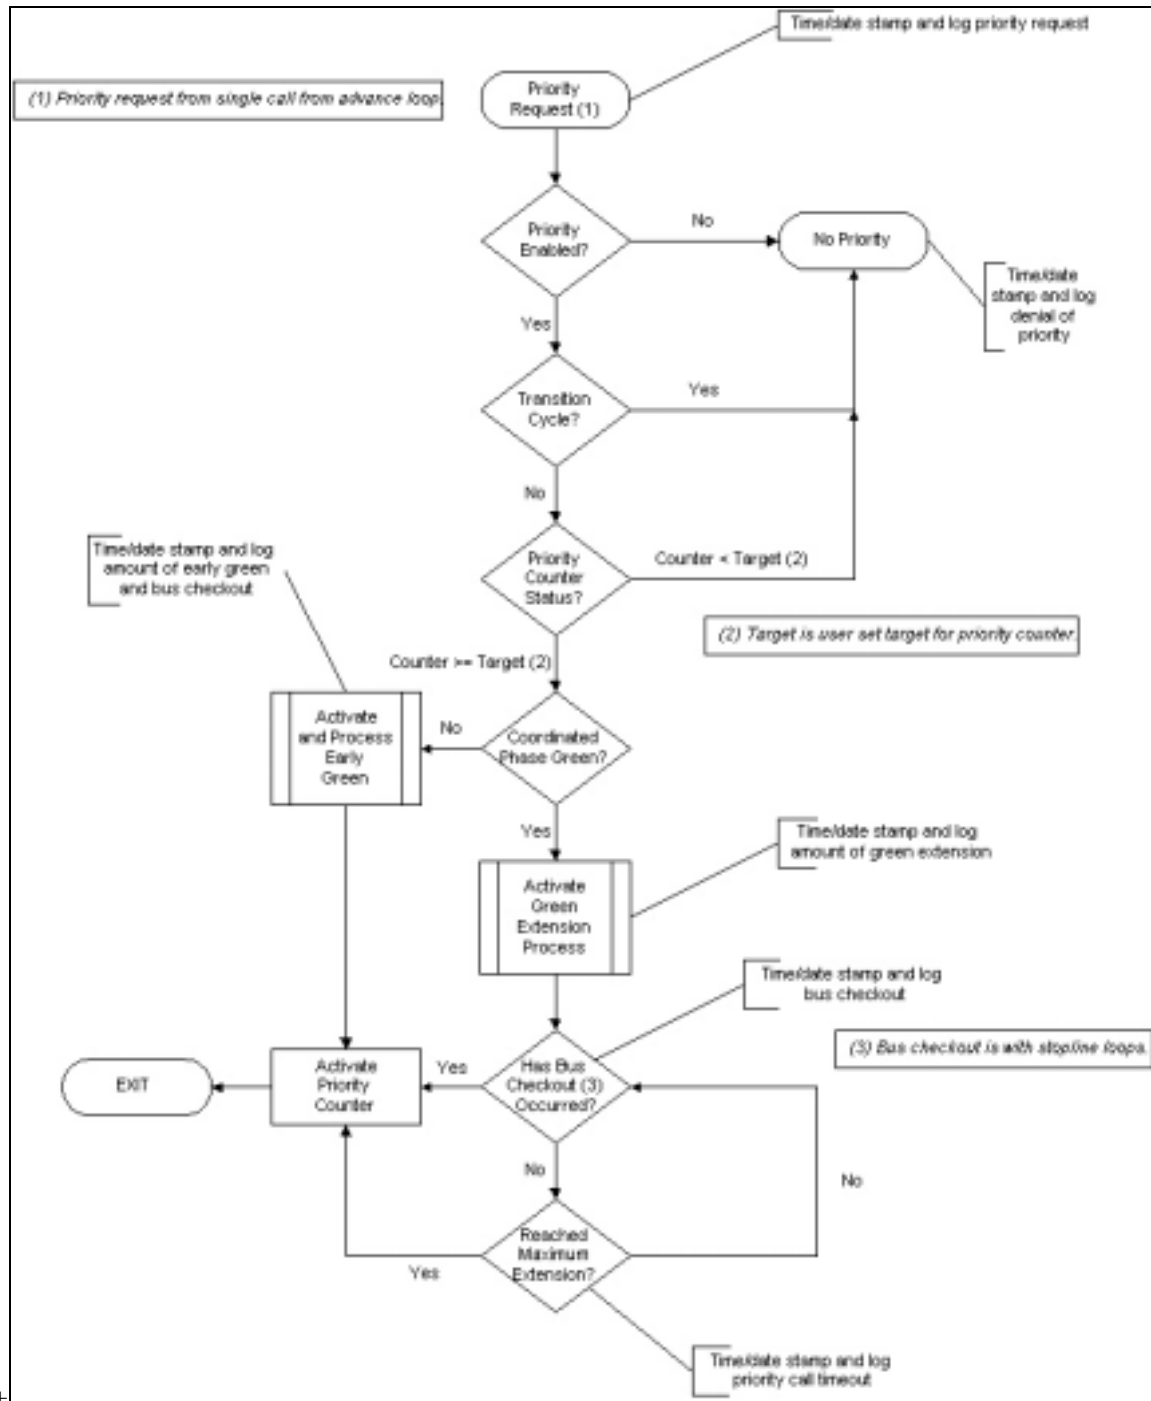 Time/date stamp and log priority request
(1) Priority request from single call from advance loop.
Priority
Request (1)
Priority
Enabled?
No
No Priority
Time/date
stamp and log
denial of
priority
Yes
Transition
Cycle?
Yes
No
Time/date stamp and log
amount of early green
and bus checkout
Priority
Counter
Status?
Counter < Target (2)
(2) Target is user set target for priority counter.
Counter >= Target (2)
Activate
and Process
Early
Green
No
Coordinated
Phase Green?
Yes
Time/date stamp and log
amount of green extension
Activate
Green
Extension
Process
Time/date stamp and log
bus checkout
(3) Bus checkout is with stopline loops.
EXIT
Activate
Priority
Counter
Yes
Has Bus
Checkout (3)
Occurred?
No
No
Reached
Maximum
Extension?
Yes
Time/date stamp and log
priority call timeout